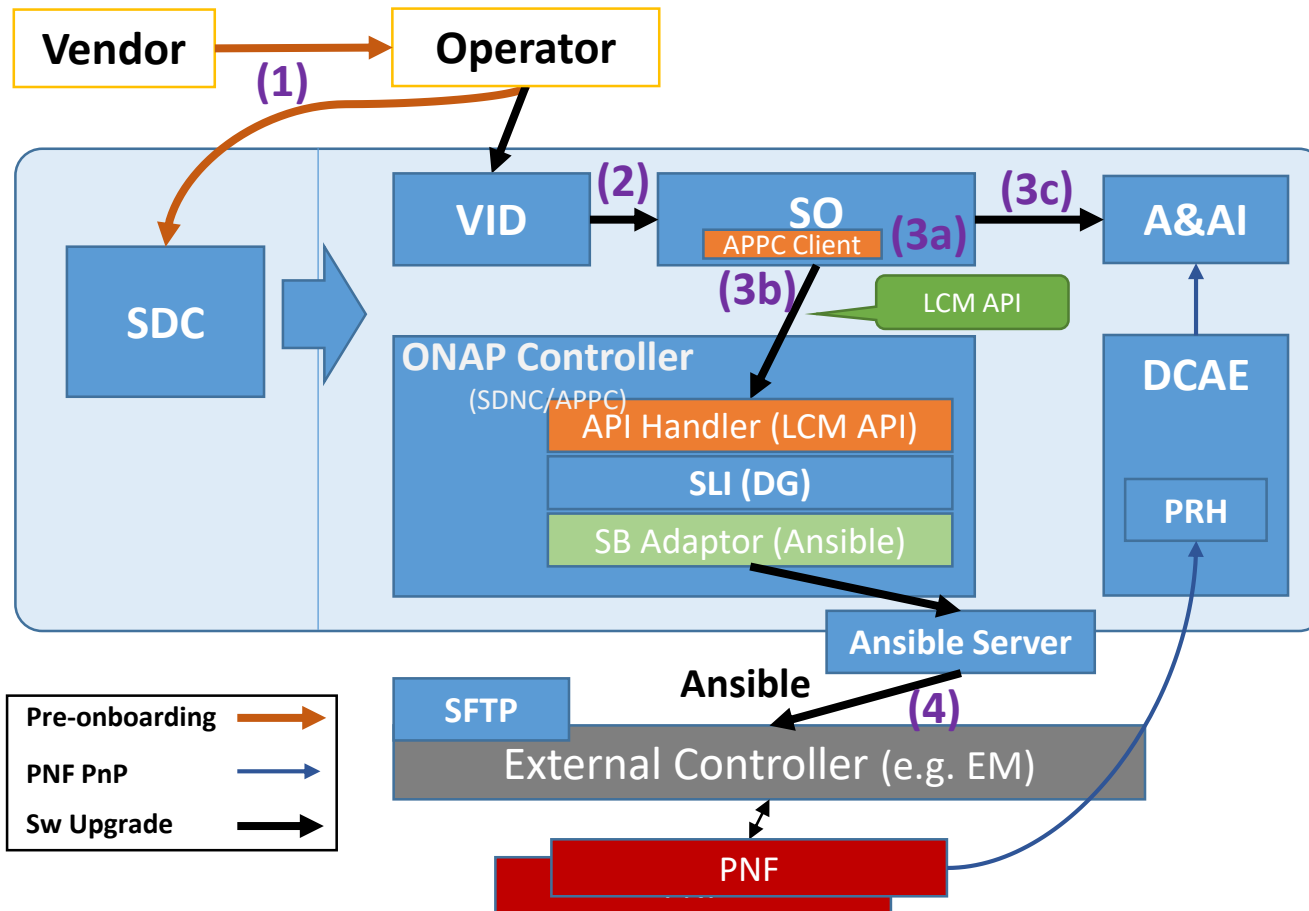 Vendor
Operator
(1)
VID
(2)
SO
APPC Client
(3a)
(3c)
A&AI
(3b)
LCM API
SDC
ONAP Controller
(SDNC/APPC)
API Handler (LCM API)
SLI (DG)
SB Adaptor (Ansible)
DCAE
PRH
Ansible Server
Ansible
(4)
SFTP
External Controller (e.g. EM)
PNF
Pre-onboarding
PNF PnP
Sw Upgrade